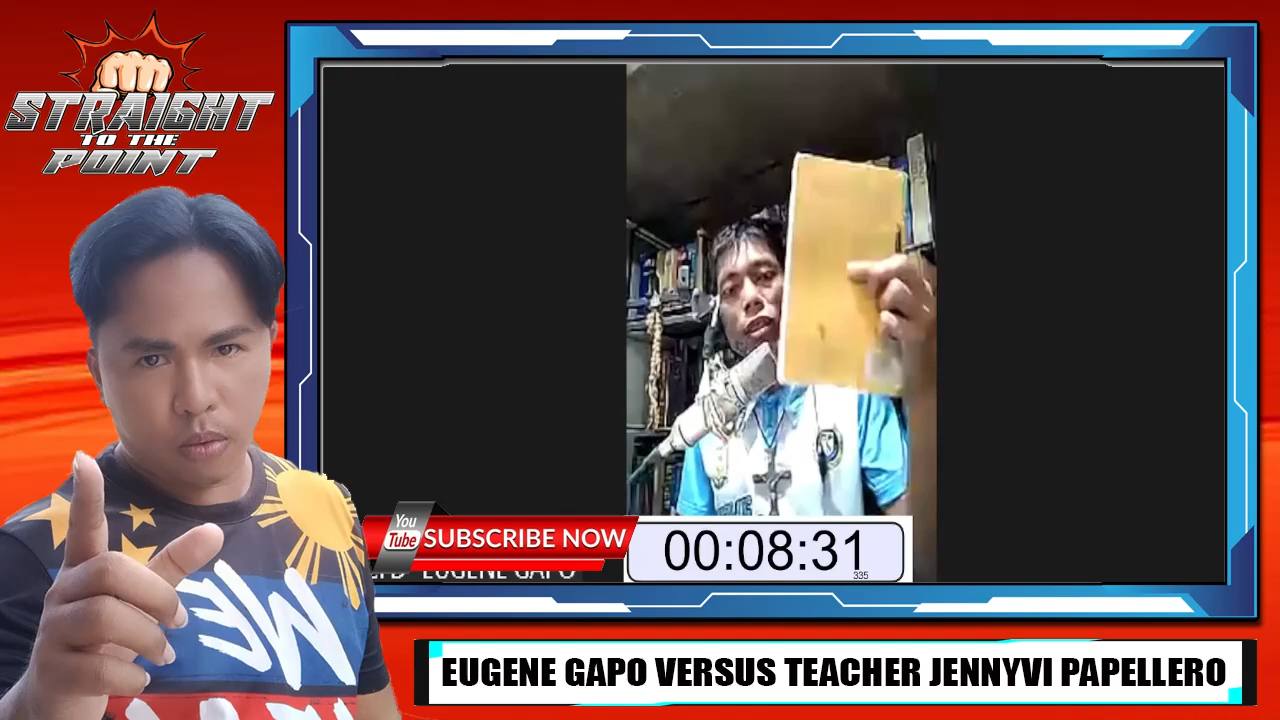 STRAIGHT
TO THE
POINT
You
Tube
SUBSCRIBE NOW
EUGENE GAPO
00:08:31
335
EUGENE GAPO VERSUS TEACHER JENNYVI PAPELLERO